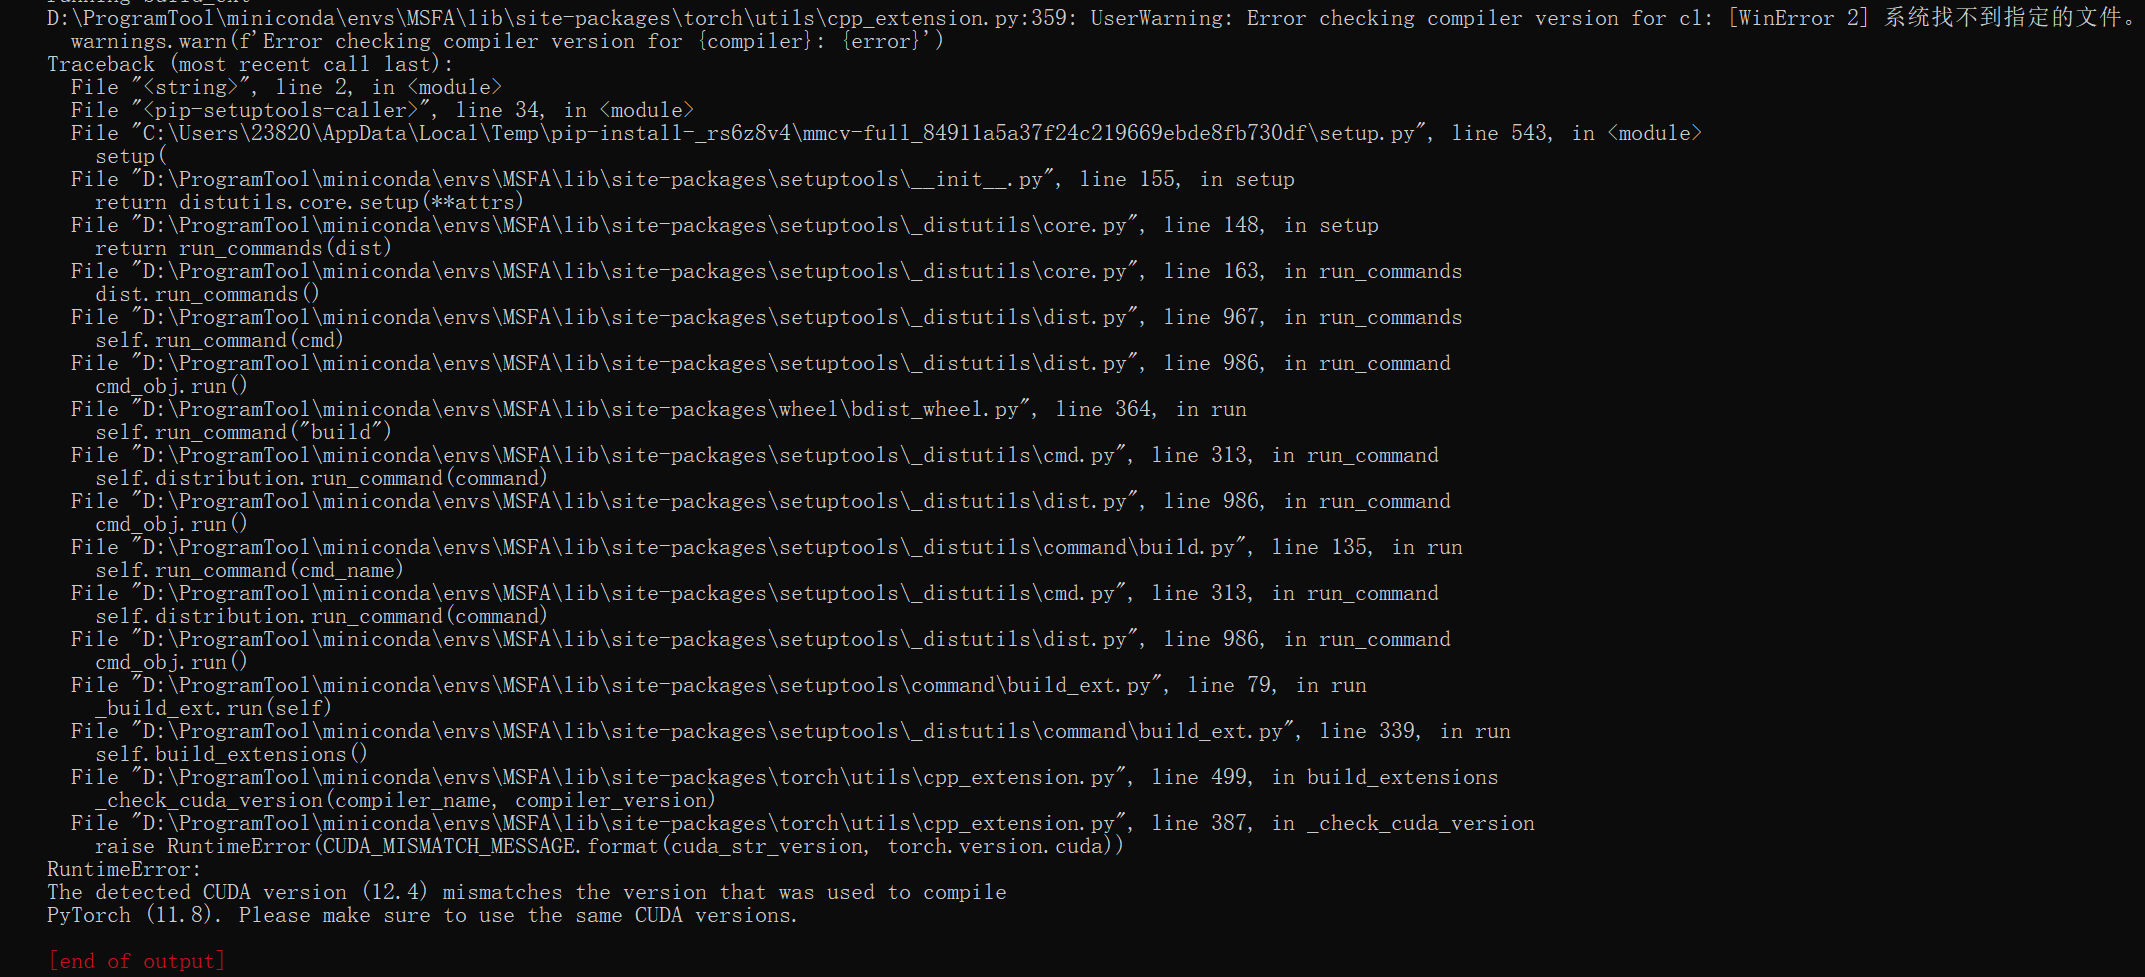 running build_ext
D:\ProgramTool\miniconda\envs\MSFA\lib\site-packages\torch\utils\cpp_extension.py:359: UserWarning: Error checking compiler version for cl: [WinError 2] 系统找不到指定的文件。
warnings.warn(f'Error checking compiler version for {compiler}: {error}')
Traceback (most recent call last):
File "<string>", line 2, in <module>
File "<pip-setuptools-caller>", line 34, in <module>
File "C:\Users\23820\AppData\Local\Temp\pip-install-_rs6z8v4\mmcv-full_84911a5a37f24c219669ebde8fb730df\setup.py", line 543, in <module>
setup(
File "D:\ProgramTool\miniconda\envs\MSFA\lib\site-packages\setuptools\__init__.py", line 155, in setup
return distutils.core.setup(**attrs)
File "D:\ProgramTool\miniconda\envs\MSFA\lib\site-packages\setuptools\_distutils\core.py", line 148, in setup
return run_commands(dist)
File "D:\ProgramTool\miniconda\envs\MSFA\lib\site-packages\setuptools\_distutils\core.py", line 163, in run_commands
dist.run_commands()
File "D:\ProgramTool\miniconda\envs\MSFA\lib\site-packages\setuptools\_distutils\dist.py", line 967, in run_commands
self.run_command(cmd)
File "D:\ProgramTool\miniconda\envs\MSFA\lib\site-packages\setuptools\_distutils\dist.py", line 986, in run_command
cmd_obj.run()
File "D:\ProgramTool\miniconda\envs\MSFA\lib\site-packages\wheel\bdist_wheel.py", line 364, in run
self.run_command("build")
File "D:\ProgramTool\miniconda\envs\MSFA\lib\site-packages\setuptools\_distutils\cmd.py", line 313, in run_command
self.distribution.run_command(command)
File "D:\ProgramTool\miniconda\envs\MSFA\lib\site-packages\setuptools\_distutils\dist.py", line 986, in run_command
cmd_obj.run()
File "D:\ProgramTool\miniconda\envs\MSFA\lib\site-packages\setuptools\_distutils\command\build.py", line 135, in run
self.run_command(cmd_name)
File "D:\ProgramTool\miniconda\envs\MSFA\lib\site-packages\setuptools\_distutils\cmd.py", line 313, in run_command
self.distribution.run_command(command)
File "D:\ProgramTool\miniconda\envs\MSFA\lib\site-packages\setuptools\_distutils\dist.py", line 986, in run_command
cmd_obj.run()
File "D:\ProgramTool\miniconda\envs\MSFA\lib\site-packages\setuptools\command\build_ext.py", line 79, in run
_build_ext.run(self)
File "D:\ProgramTool\miniconda\envs\MSFA\lib\site-packages\setuptools\_distutils\command\build_ext.py", line 339, in run
self.build_extensions()
File "D:\ProgramTool\miniconda\envs\MSFA\lib\site-packages\torch\utils\cpp_extension.py", line 499, in build_extensions
_check_cuda_version(compiler_name, compiler_version)
File "D:\ProgramTool\miniconda\envs\MSFA\lib\site-packages\torch\utils\cpp_extension.py", line 387, in _check_cuda_version
raise RuntimeError(CUDA_MISMATCH_MESSAGE.format(cuda_str_version, torch.version.cuda))
RuntimeError:
The detected CUDA version (12.4) mismatches the version that was used to compile
PyTorch (11.8). Please make sure to use the same CUDA versions.
[end of output]